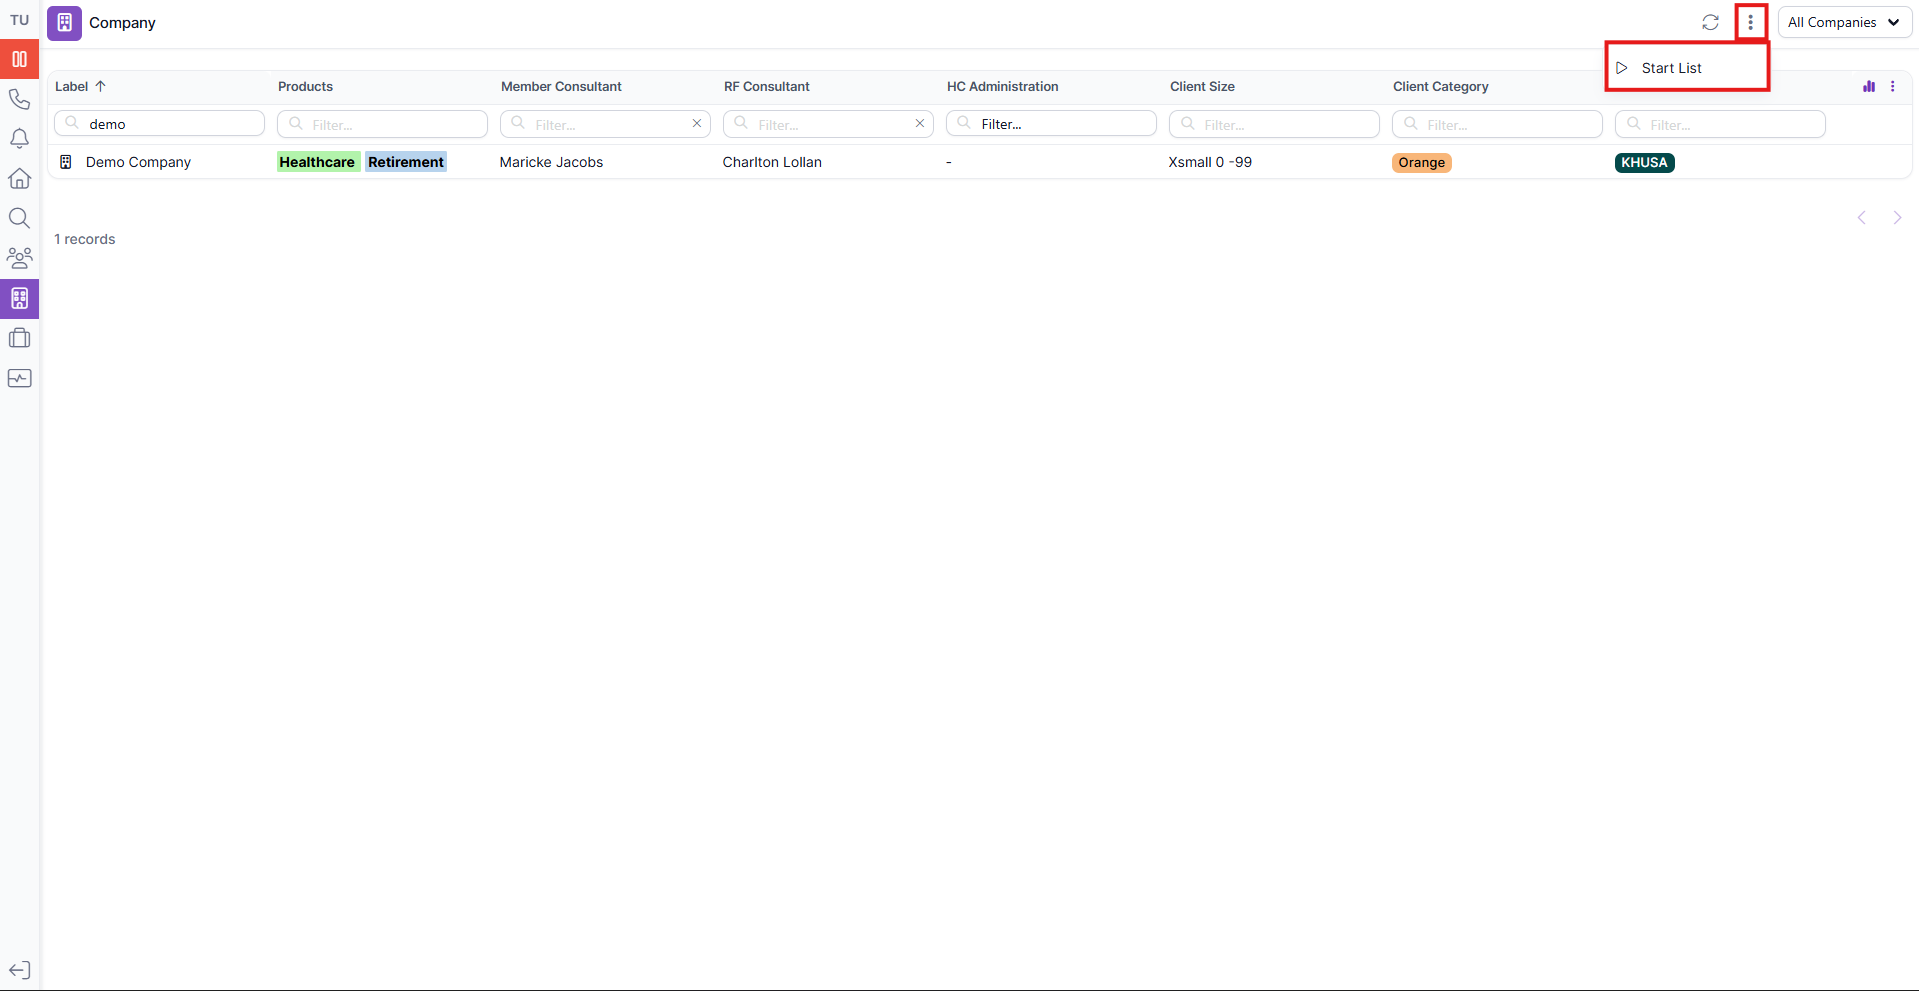 TU
Company
All Companies
Start List
Label Products Member Consultant RF Consultant HC Administration Client Size Client Category
demo Filter... Filter... Filter... Filter... Filter... Filter... Filter...
Demo Company Healthcare Retirement Maricke Jacobs Charlton Lollan - Xsmall 0 -99 Orange KHUSA
1 records